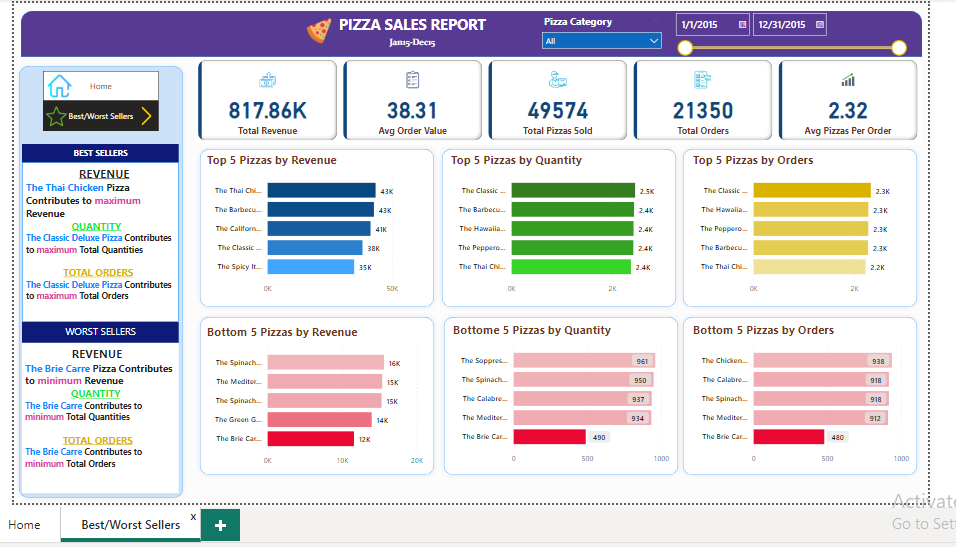 PIZZA SALES REPORT
Jan15-Dec15
Pizza Category
All
1/1/2015
12/31/2015
Home
Best/Worst Sellers
817.86K
Total Revenue
38.31
Avg Order Value
49574
Total Pizzas Sold
21350
Total Orders
2.32
Avg Pizzas Per Order
BEST SELLERS
REVENUE
The Thai Chicken Pizza
Contributes to maximum
Revenue
QUANTITY
The Classic Deluxe Pizza Contributes
to maximum Total Quantities
TOTAL ORDERS
The Classic Deluxe Pizza Contributes
to maximum Total Orders
WORST SELLERS
REVENUE
The Brie Carre Pizza Contributes
to minimum Revenue
QUANTITY
The Brie Carre Contributes to
minimum Total Quantities
TOTAL ORDERS
The Brie Carre Contributes to
minimum Total Orders
Top 5 Pizzas by Revenue
The Thai Chi... 43K
The Barbecu... 43K
The Californ... 41K
The Classic ... 38K
The Spicy It... 35K
0K 50K
Top 5 Pizzas by Quantity
The Classic ... 2.5K
The Barbecu... 2.4K
The Hawaiia... 2.4K
The Peppero... 2.4K
The Thai Chi... 2.4K
0K 2K
Top 5 Pizzas by Orders
The Classic ... 2.3K
The Hawaiia... 2.3K
The Peppero... 2.3K
The Barbecu... 2.3K
The Thai Chi... 2.2K
0K 2K
Bottom 5 Pizzas by Revenue
The Spinach... 16K
The Mediter... 15K
The Spinach... 15K
The Green G... 14K
The Brie Car... 12K
0K 10K 20K
Bottome 5 Pizzas by Quantity
The Soppres... 961
The Spinach... 950
The Calabre... 937
The Mediter... 934
The Brie Car... 490
0 500 1000
Bottom 5 Pizzas by Orders
The Chicken... 938
The Calabre... 918
The Spinach... 918
The Mediter... 912
The Brie Car... 480
0 500 1000
Activate
Go to Sett
Home
Best/Worst Sellers
x
+